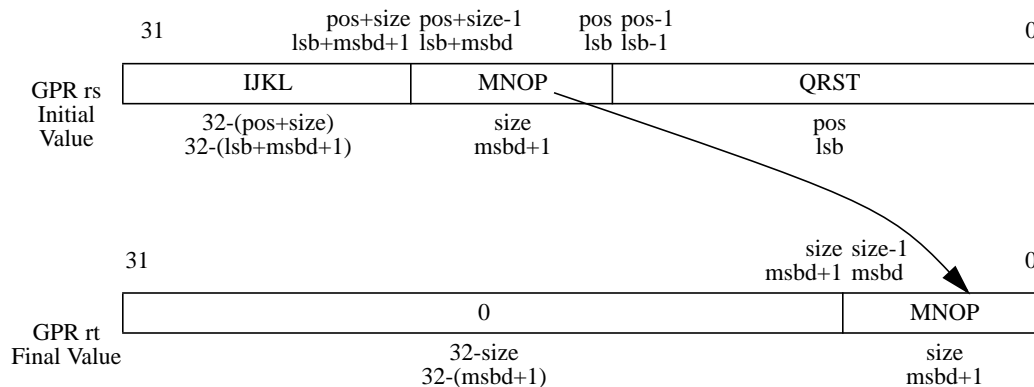 31 pos+size pos+size-1 pos pos-1 0
lsb+msbd+1 lsb+msbd lsb lsb-1
GPR rs
Initial
Value
IJKL MNOP QRST
32-(pos+size) size pos
32-(lsb+msbd+1) msbd+1 lsb
31 size size-1 0
msbd+1 msbd
GPR rt
Final Value
0 MNOP
32-size size
32-(msbd+1) msbd+1